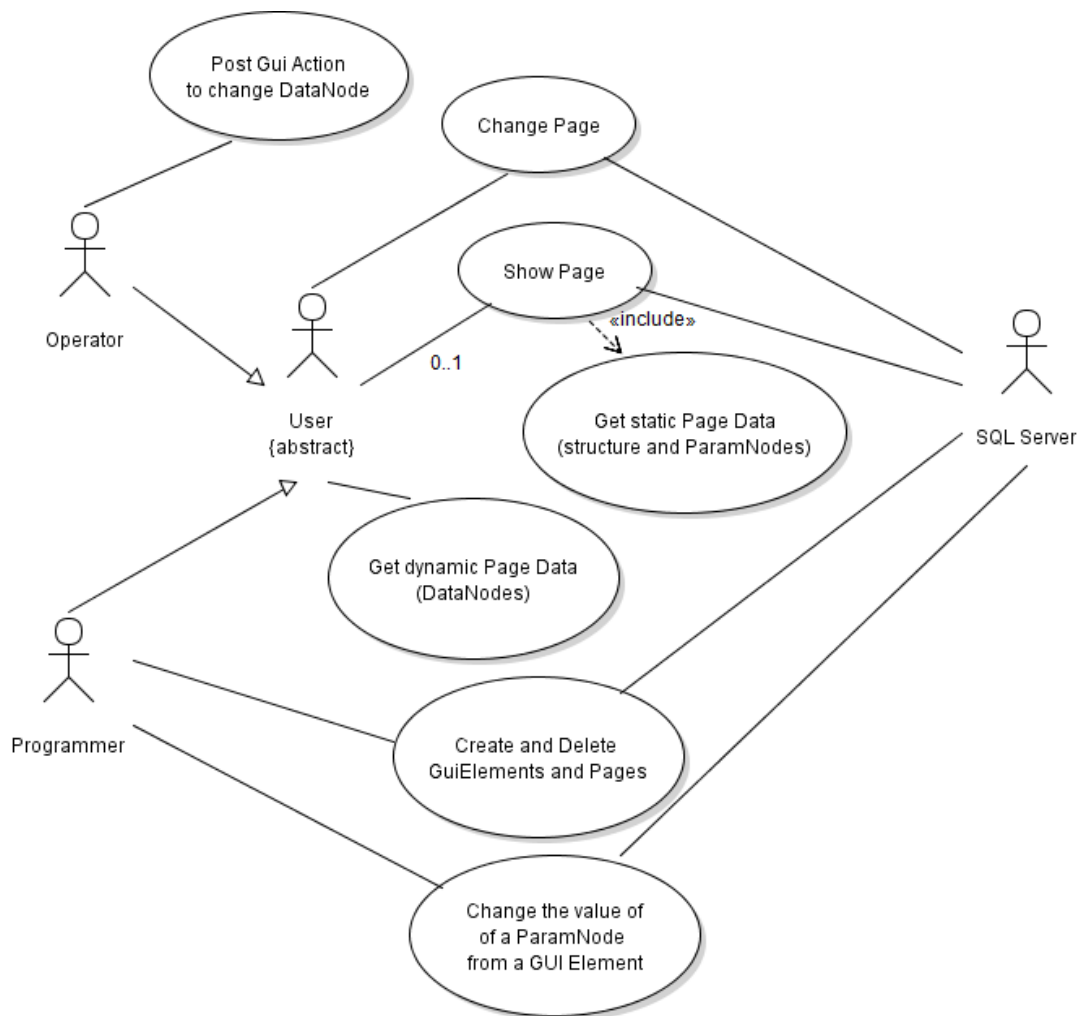 Post Gui Action
to change DataNode
Change Page
Show Page
«include»
Operator
0..1
User
{abstract}
Get static Page Data
(structure and ParamNodes)
SQL Server
Get dynamic Page Data
(DataNodes)
Programmer
Create and Delete
GuiElements and Pages
Change the value of
of a ParamNode
from a GUI Element